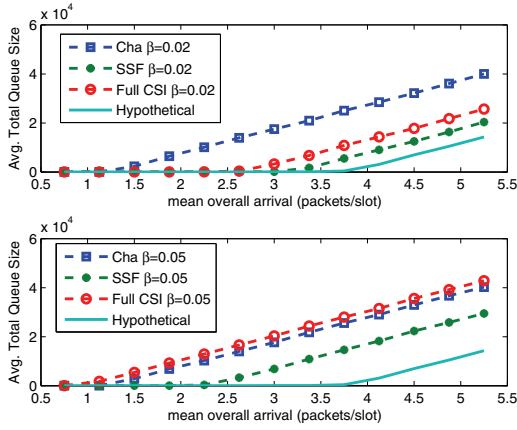 x 10^4
6
4
2
0
Avg. Total Queue Size
Cha β=0.02
SSF β=0.02
Full CSI β=0.02
Hypothetical
0.5 1 1.5 2 2.5 3 3.5 4 4.5 5 5.5
mean overall arrival (packets/slot)
x 10^4
6
4
2
0
Avg. Total Queue Size
Cha β=0.05
SSF β=0.05
Full CSI β=0.05
Hypothetical
0.5 1 1.5 2 2.5 3 3.5 4 4.5 5 5.5
mean overall arrival (packets/slot)